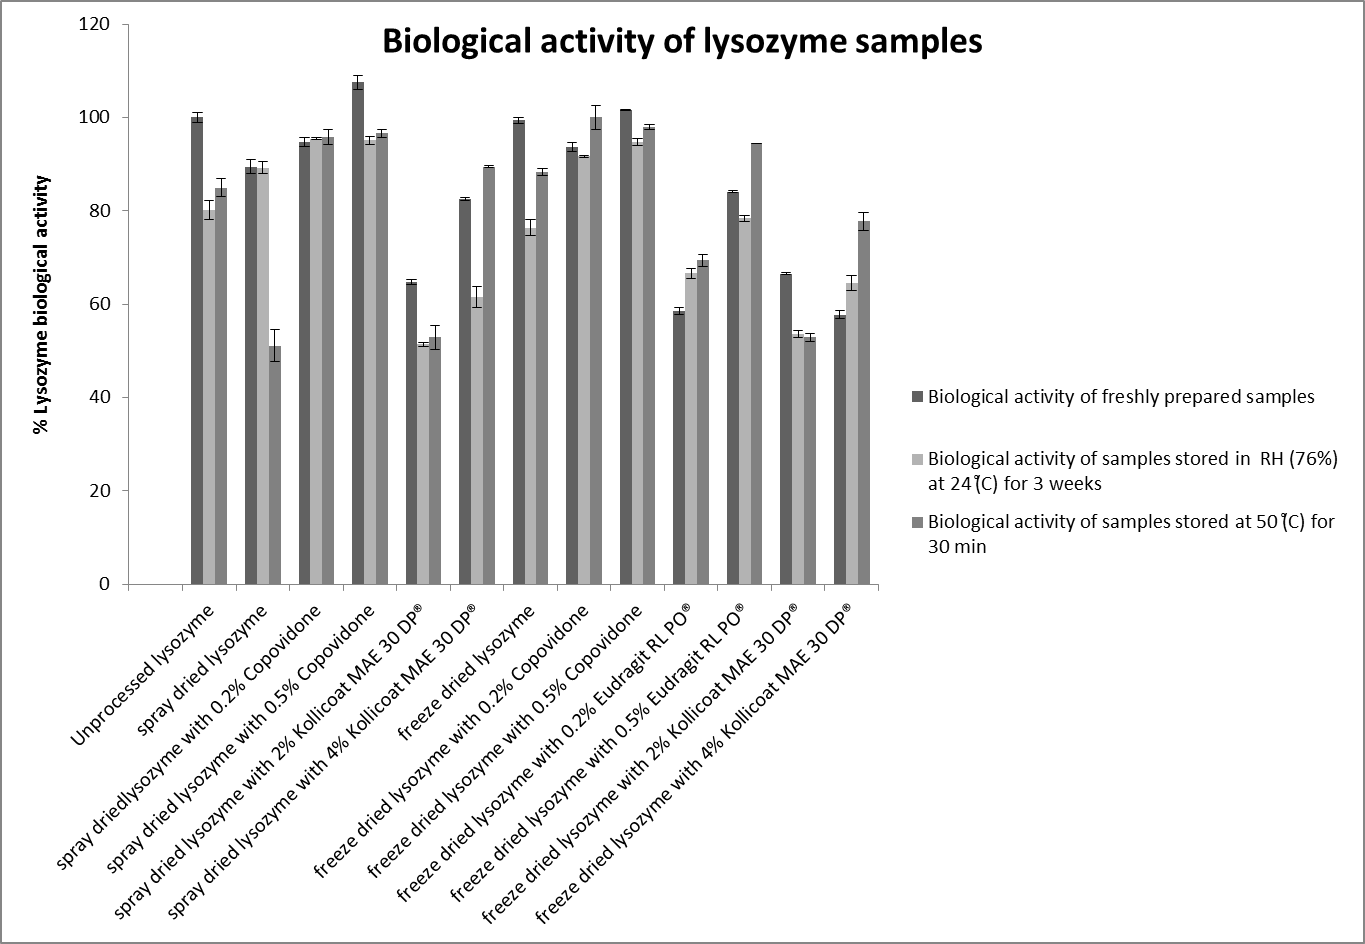 Biological activity of lysozyme samples
% Lysozyme biological activity
120
100
80
60
40
20
0
Unprocessed lysozyme
spray dried lysozyme
spray driedlysozyme with 0.2% Copovidone
spray dried lysozyme with 0.5% Copovidone
spray dried lysozyme with 2% Kollicoat MAE 30 DP®
spray dried lysozyme with 4% Kollicoat MAE 30 DP®
freeze dried lysozyme
freeze dried lysozyme with 0.2% Copovidone
freeze dried lysozyme with 0.5% Copovidone
freeze dried lysozyme with 0.2% Eudragit RL PO®
freeze dried lysozyme with 0.5% Eudragit RL PO®
freeze dried lysozyme with 2% Kollicoat MAE 30 DP®
freeze dried lysozyme with 4% Kollicoat MAE 30 DP®
Biological activity of freshly prepared samples
Biological activity of samples stored in RH (76%)
at 24 ̊(C) for 3 weeks
Biological activity of samples stored at 50 ̊(C) for
30 min